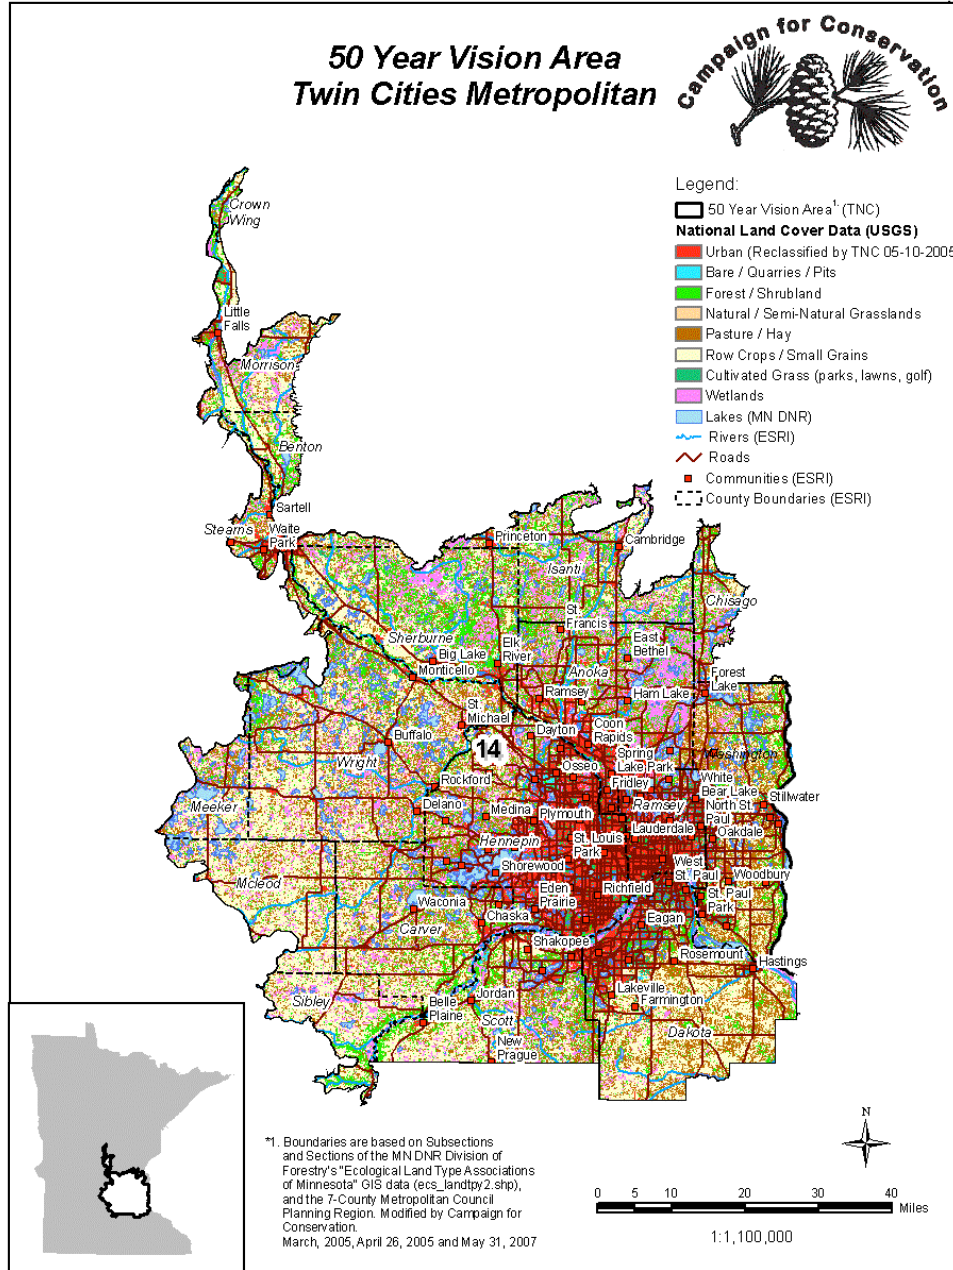 50 Year Vision Area
Twin Cities Metropolitan
Campaign for Conservation
Legend:
50 Year Vision Area1. (TNC)
National Land Cover Data (USGS)
Urban (Reclassified by TNC 05-10-2005
Bare / Quarries / Pits
Forest / Shrubland
Natural / Semi-Natural Grasslands
Pasture / Hay
Row Crops / Small Grains
Cultivated Grass (parks, lawns, golf)
Wetlands
Lakes (MN DNR)
Rivers (ESRI)
Roads
Communities (ESRI)
County Boundaries (ESRI)
Crown
Wing
Little
Falls
Morrison
Benton
Sartell
Stearns
Waite
Park
Princeton
Cambridge
Isanti
Chisago
St.
Francis
Sherburne
East
Bethel
Big Lake
Elk
River
Anoka
Monticello
Forest
Lake
Ramsey
Ham Lake
St.
Michael
Dayton
Coon
Rapids
Buffalo
14
Spring
Lake Park
Washington
Wright
Osseo
Fridley
White
Bear Lake
Rockford
Stillwater
Meeker
Delano
Medina
Plymouth
Ramsey
North St.
Paul
Lauderdale
Oakdale
Hennepin
St. Louis
Park
Shorewood
West
St. Paul
Woodbury
Mcleod
Eden
Prairie
Richfield
St. Paul
Park
Waconia
Chaska
Eagan
Carver
Shakopee
Rosemount
Hastings
Sibley
Belle
Plaine
Jordan
Lakeville
Farmington
Scott
Dakota
New
Prague
*1. Boundaries are based on Subsections
and Sections of the MN DNR Division of
Forestry's "Ecological Land Type Associations
of Minnesota" GIS data (ecs_landtpy2.shp),
and the 7-County Metropolitan Council
Planning Region. Modified by Campaign for
Conservation.
March, 2005, April 26, 2005 and May 31, 2007
N
0 5 10 20 30 40
Miles
1:1,100,000